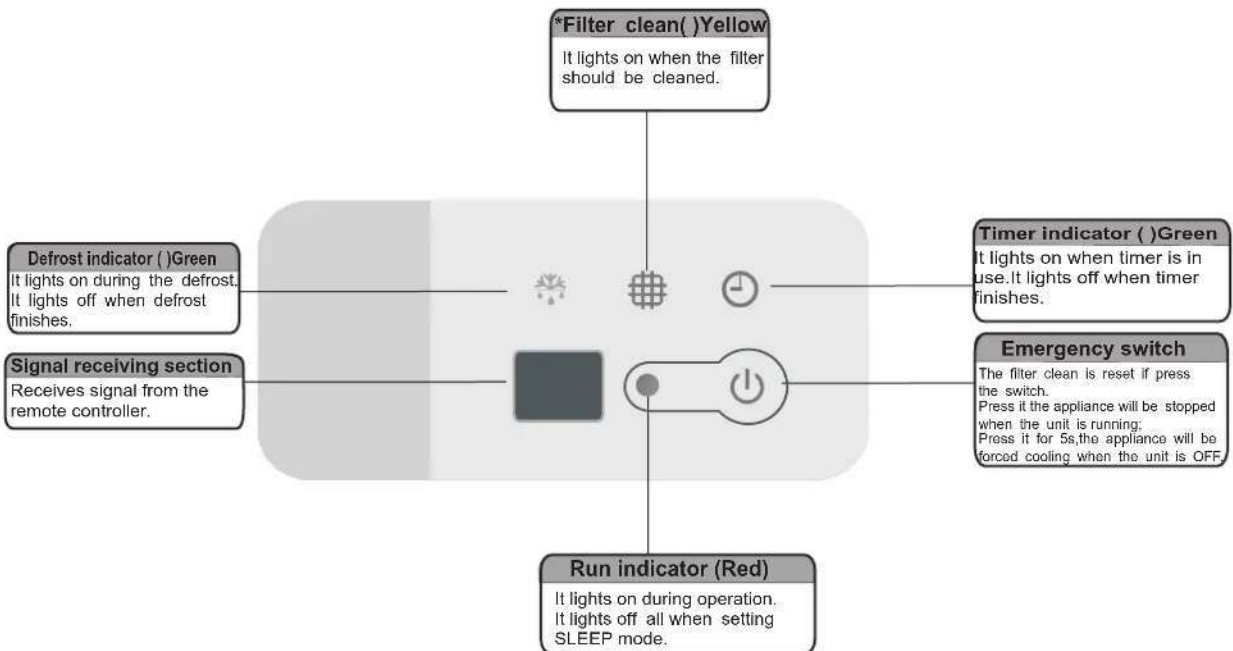 *Filter clean( )Yellow
It lights on when the filter
should be cleaned.
Defrost indicator ( )Green
It lights on during the defrost.
It lights off when defrost
finishes.
Timer indicator ( )Green
It lights on when timer is in
use.It lights off when timer
finishes.
Signal receiving section
Receives signal from the
remote controller.
Emergency switch
The filter clean is reset if press
the switch.
Press it the appliance will be stopped
when the unit is running;
Press it for 5s,the appliance will be
forced cooling when the unit is OFF.
Run indicator (Red)
It lights on during operation.
It lights off all when setting
SLEEP mode.